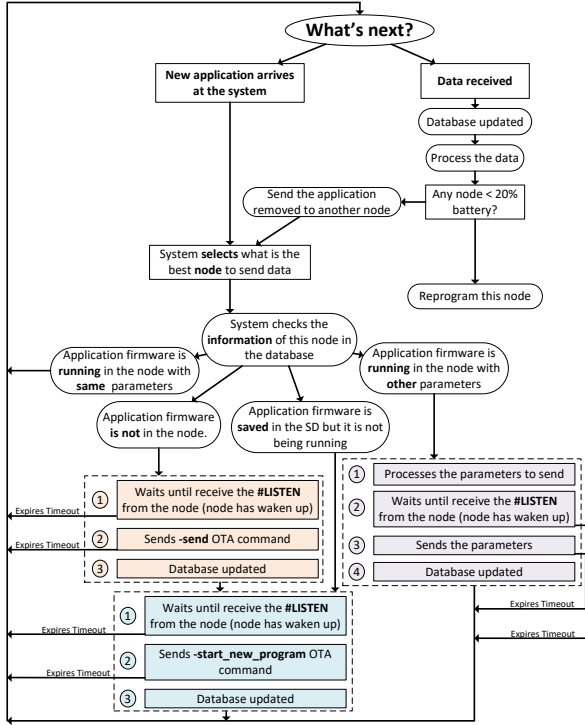 What's next?
New application arrives
at the system
Data received
Database updated
Process the data
Any node < 20%
battery?
Send the application
removed to another node
System selects what is the
best node to send data
Reprogram this node
System checks the
information of this node in
the database
Application firmware is
running in the node with
same parameters
Application firmware is
running in the node with
other parameters
Application firmware
is not in the node.
Application firmware is
saved in the SD but it is not
being running
1
Waits until receive the #LISTEN
from the node (node has waken up)
Expires Timeout
2
Sends -send OTA command
Expires Timeout
3
Database updated
1
Processes the parameters to send
2
Waits until receive the #LISTEN
from the node (node has waken up)
3
Sends the parameters
4
Database updated
Expires Timeout
Expires Timeout
1
Waits until receive the #LISTEN
from the node (node has waken up)
Expires Timeout
2
Sends -start_new_program OTA
command
Expires Timeout
3
Database updated